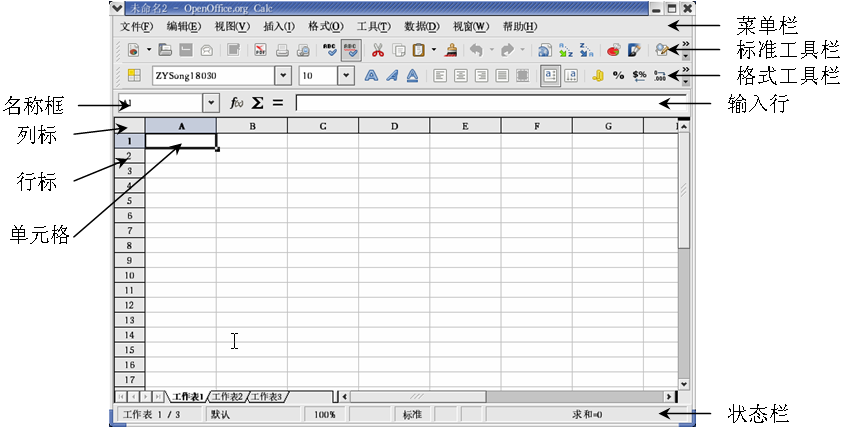 未命名2 - OpenOffice.org Calc
文件(F) 编辑(E) 视图(V) 插入(I) 格式(O) 工具(T) 数据(D) 视窗(W) 帮助(H)
菜单栏
标准工具栏
ZYSong18030 10
格式工具栏
名称框
输入行
列标
A B C D E F G
1
2
3
行标
4
5
6
7
单元格
8
9
10
11
12
13
14
15
16
17
工作表1 工作表2 工作表3
工作表 1 / 3 默认 100% 标准 求和=0
状态栏